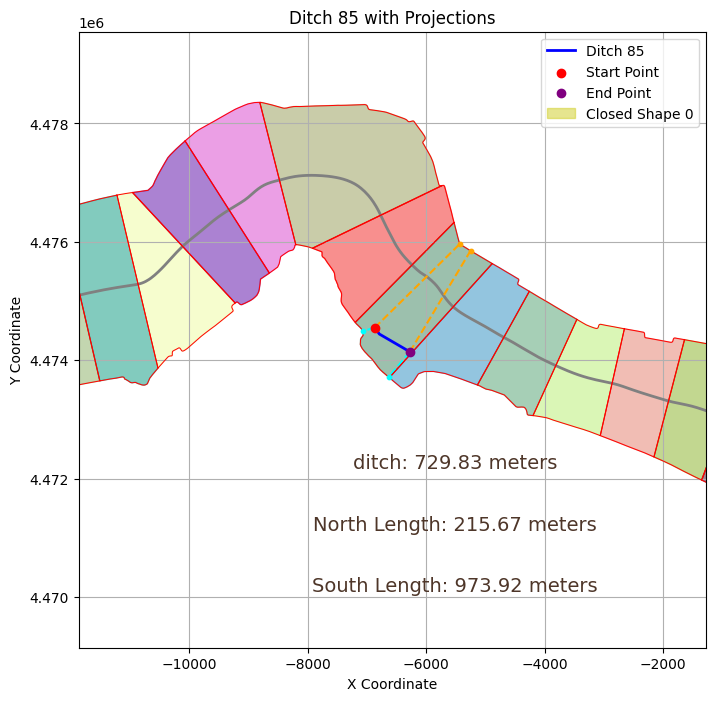 Ditch 85 with Projections
1e6
Ditch 85
Start Point
End Point
Closed Shape 0
4.478
4.476
4.474
4.472
4.470
Y Coordinate
ditch: 729.83 meters
North Length: 215.67 meters
South Length: 973.92 meters
−10000
−8000
−6000
−4000
−2000
X Coordinate